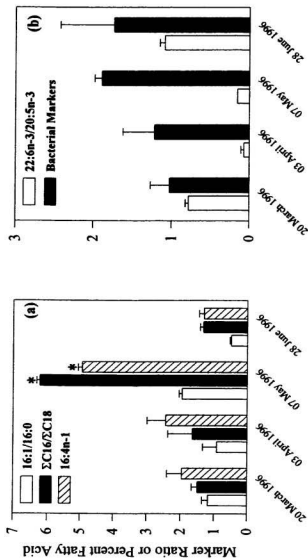 (a)
Marker Ratio or Percent Fatty Acid
7
6
5
4
3
2
1
0
16:1/16:0
ΣC16/ΣC18
16:4n-1
*
*
20 March 1996
03 April 1996
07 May 1996
28 June 1996
(b)
3
2
1
0
22:6n-3/20:5n-3
Bacterial Markers
20 March 1996
03 April 1996
07 May 1996
28 June 1996